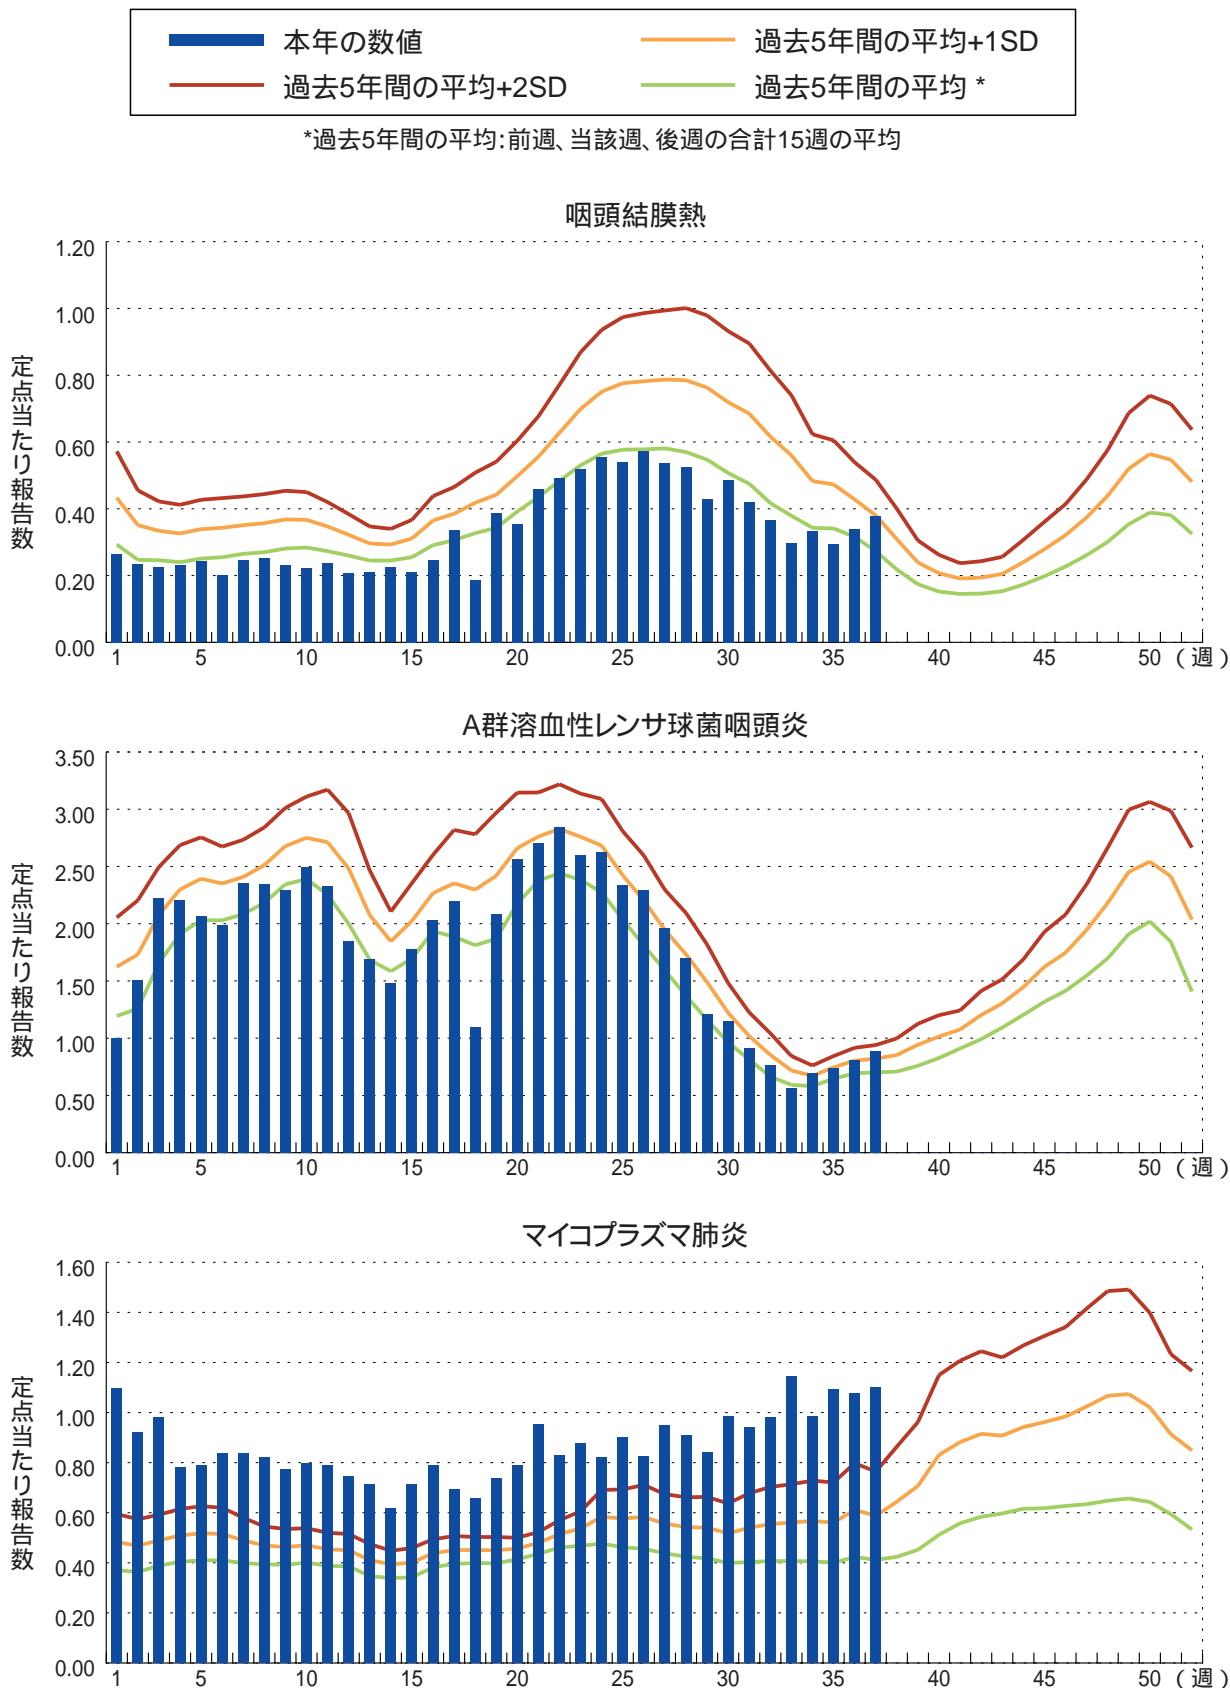 本年の数値
過去5年間の平均+1SD
過去5年間の平均+2SD
過去5年間の平均 *
*過去5年間の平均:前週、当該週、後週の合計15週の平均
咽頭結膜熱
定点当たり報告数
1.20
1.00
0.80
0.60
0.40
0.20
0.00
1 5 10 15 20 25 30 35 40 45 50 (週)
A群溶血性レンサ球菌咽頭炎
定点当たり報告数
3.50
3.00
2.50
2.00
1.50
1.00
0.50
0.00
1 5 10 15 20 25 30 35 40 45 50 (週)
マイコプラズマ肺炎
定点当たり報告数
1.60
1.40
1.20
1.00
0.80
0.60
0.40
0.20
0.00
1 5 10 15 20 25 30 35 40 45 50 (週)